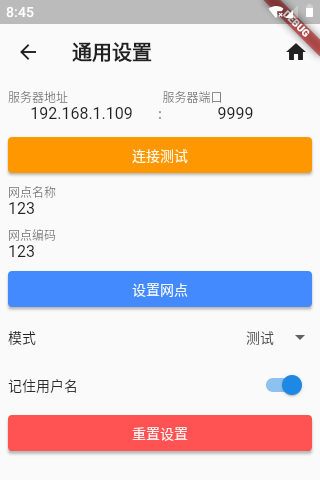 8:45
DEBUG
通用设置
服务器地址 服务器端口
192.168.1.109 : 9999
连接测试
网点名称
123
网点编码
123
设置网点
模式 测试
记住用户名
重置设置